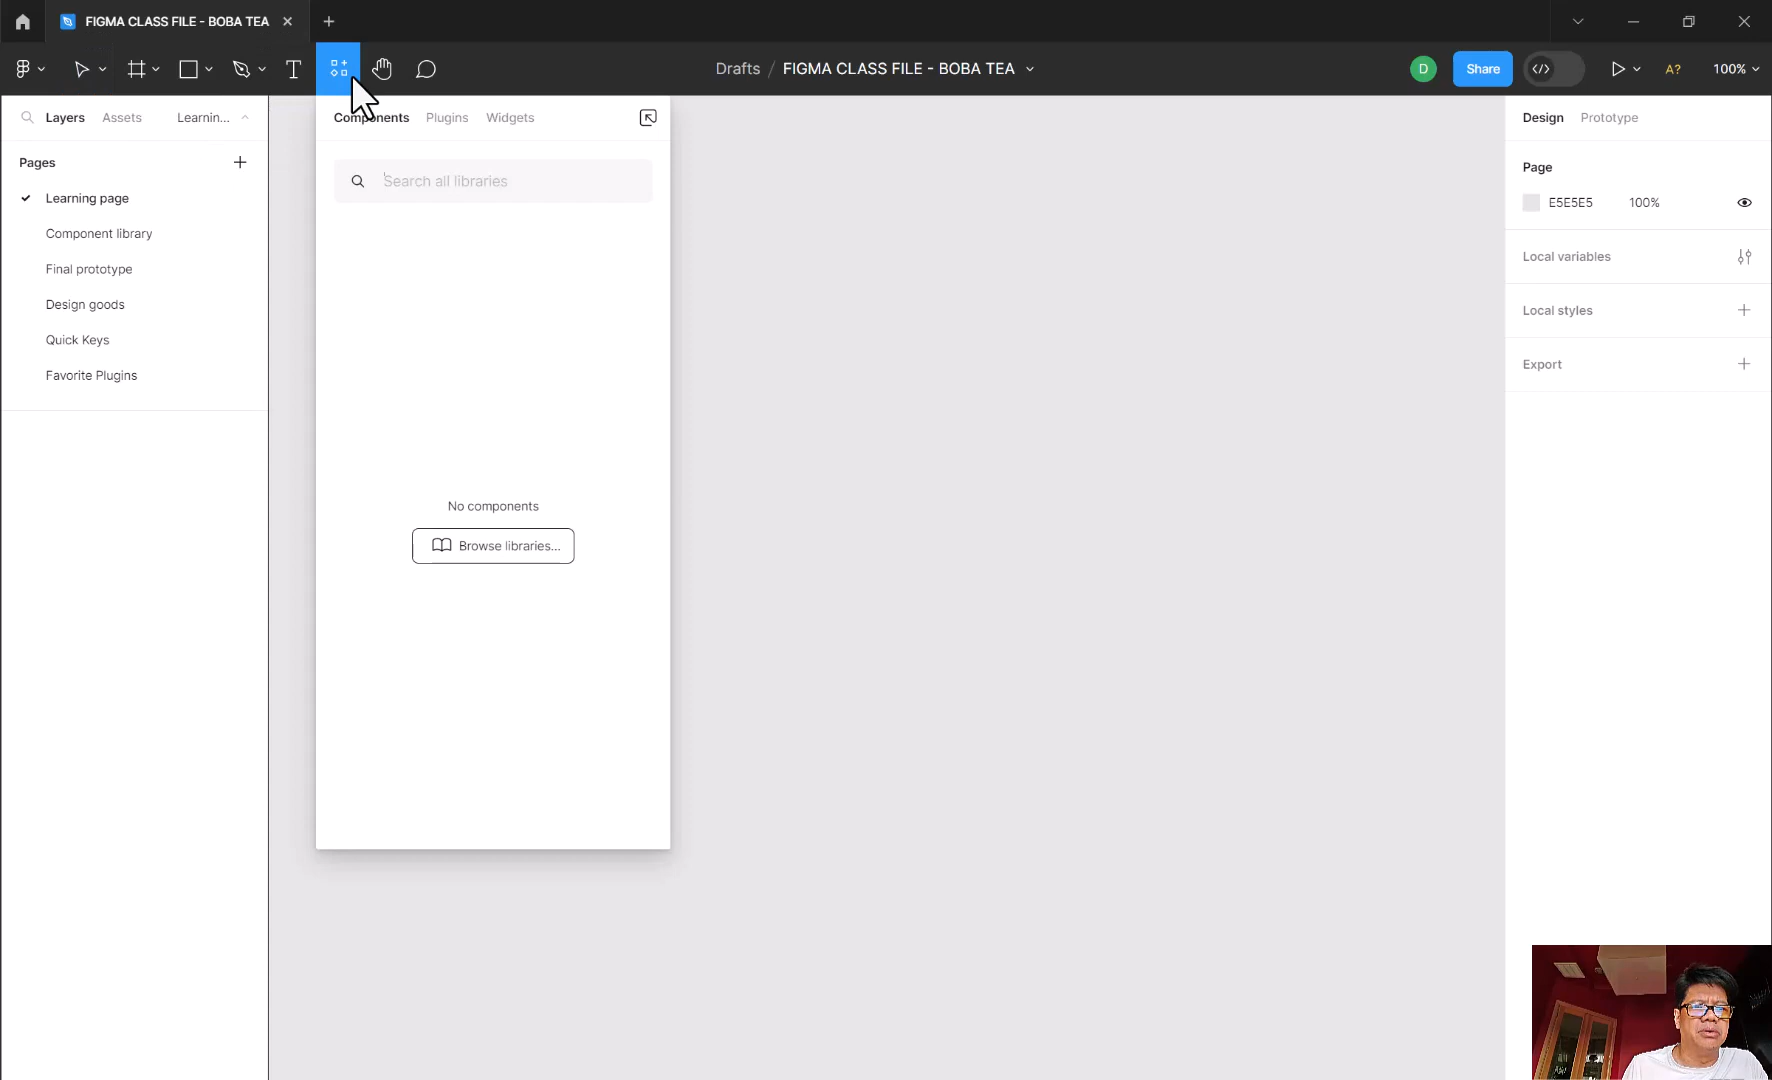 FIGMA CLASS FILE - BOBA TEA
Drafts / FIGMA CLASS FILE - BOBA TEA
D
Share
A?
100%
Layers
Assets
Learnin...
Pages
Learning page
Component library
Final prototype
Design goods
Quick Keys
Favorite Plugins
Components
Plugins
Widgets
Search all libraries
No components
Browse libraries...
Design
Prototype
Page
E5E5E5
100%
Local variables
Local styles
Export